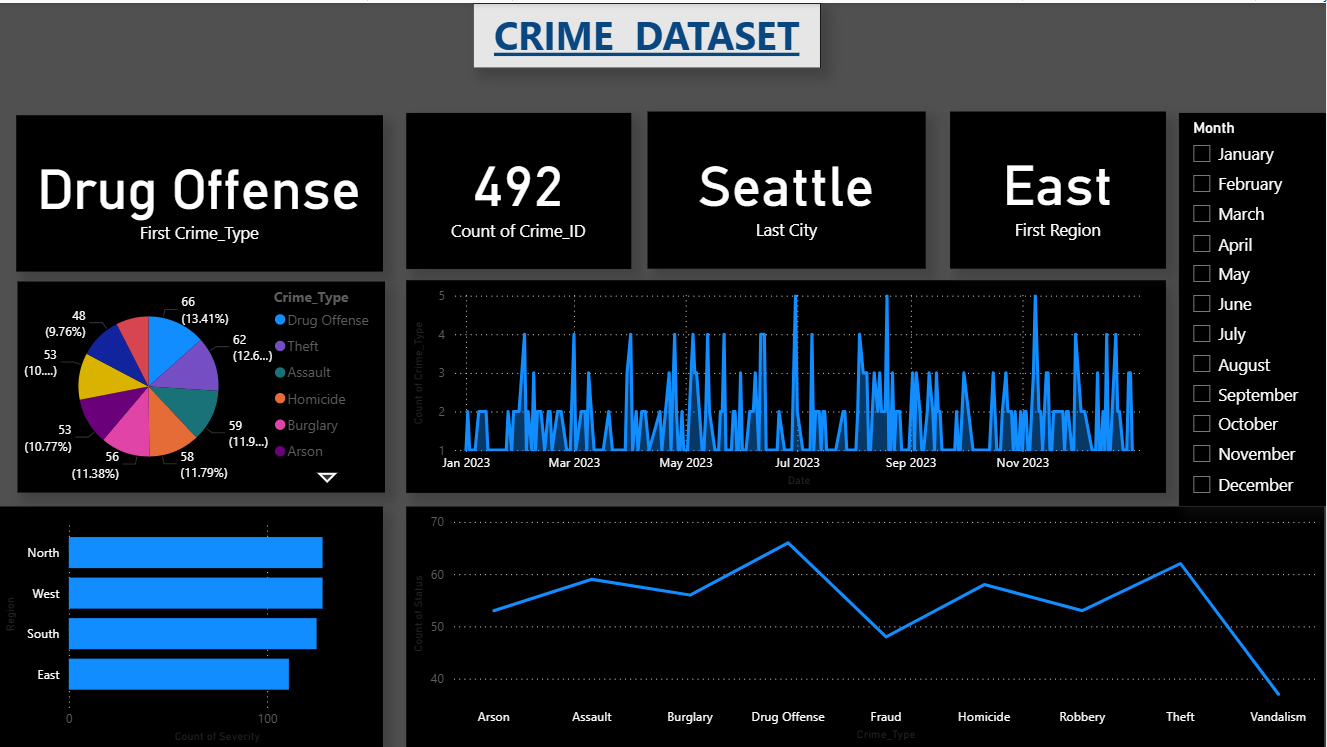 CRIME DATASET
Drug Offense
First Crime_Type
492
Count of Crime_ID
Seattle
Last City
East
First Region
Month
January
February
March
April
May
June
July
August
September
October
November
December
66
(13.41%)
62
(12.6...)
59
(11.9...)
58
(11.79%)
56
(11.38%)
53
(10.77%)
53
(10....)
48
(9.76%)
Crime_Type
Drug Offense
Theft
Assault
Homicide
Burglary
Arson
Count of Crime_Type
5
4
3
2
1
Jan 2023
Mar 2023
May 2023
Jul 2023
Sep 2023
Nov 2023
Date
Region
North
West
South
East
0
100
Count of Severity
Count of Status
70
60
50
40
Arson
Assault
Burglary
Drug Offense
Fraud
Homicide
Robbery
Theft
Vandalism
Crime_Type